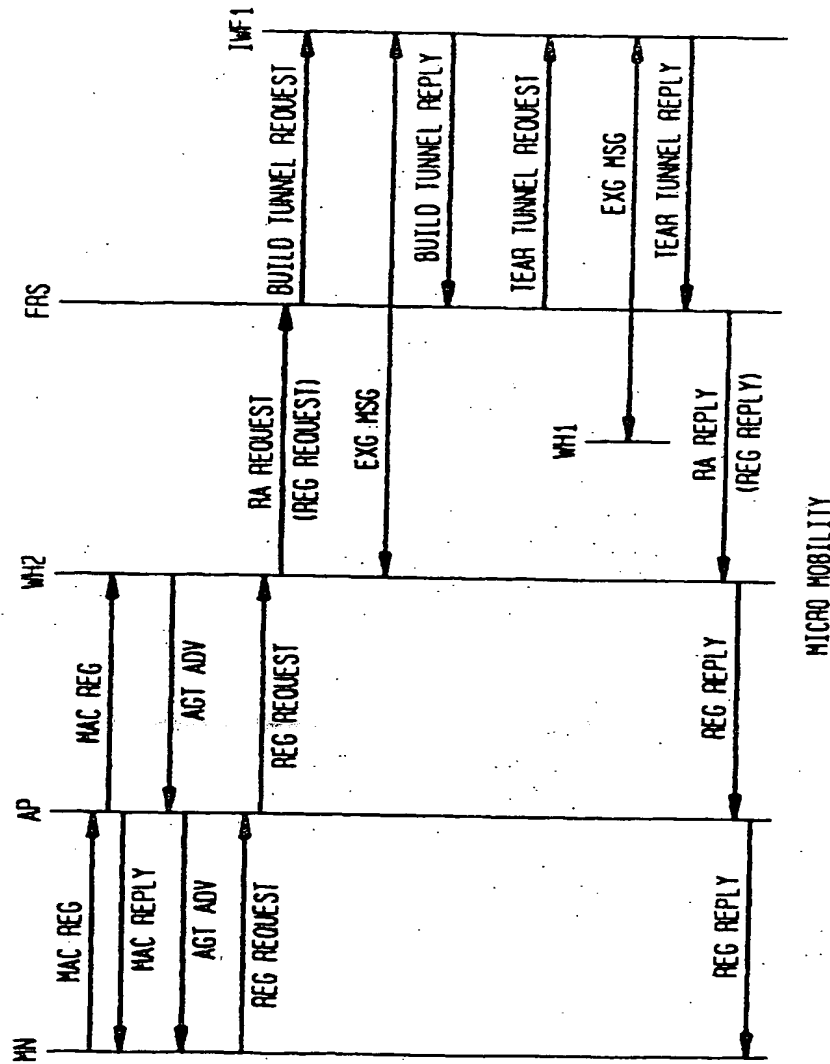 MN
AP
WH2
FRS
IWF1
MAC REG
MAC REG
MAC REPLY
AGT ADV
AGT ADV
REG REQUEST
REG REQUEST
RA REQUEST
(REG REQUEST)
BUILD TUNNEL REQUEST
EXG MSG
BUILD TUNNEL REPLY
TEAR TUNNEL REQUEST
WH1
EXG MSG
TEAR TUNNEL REPLY
RA REPLY
(REG REPLY)
REG REPLY
REG REPLY
MICRO MOBILITY